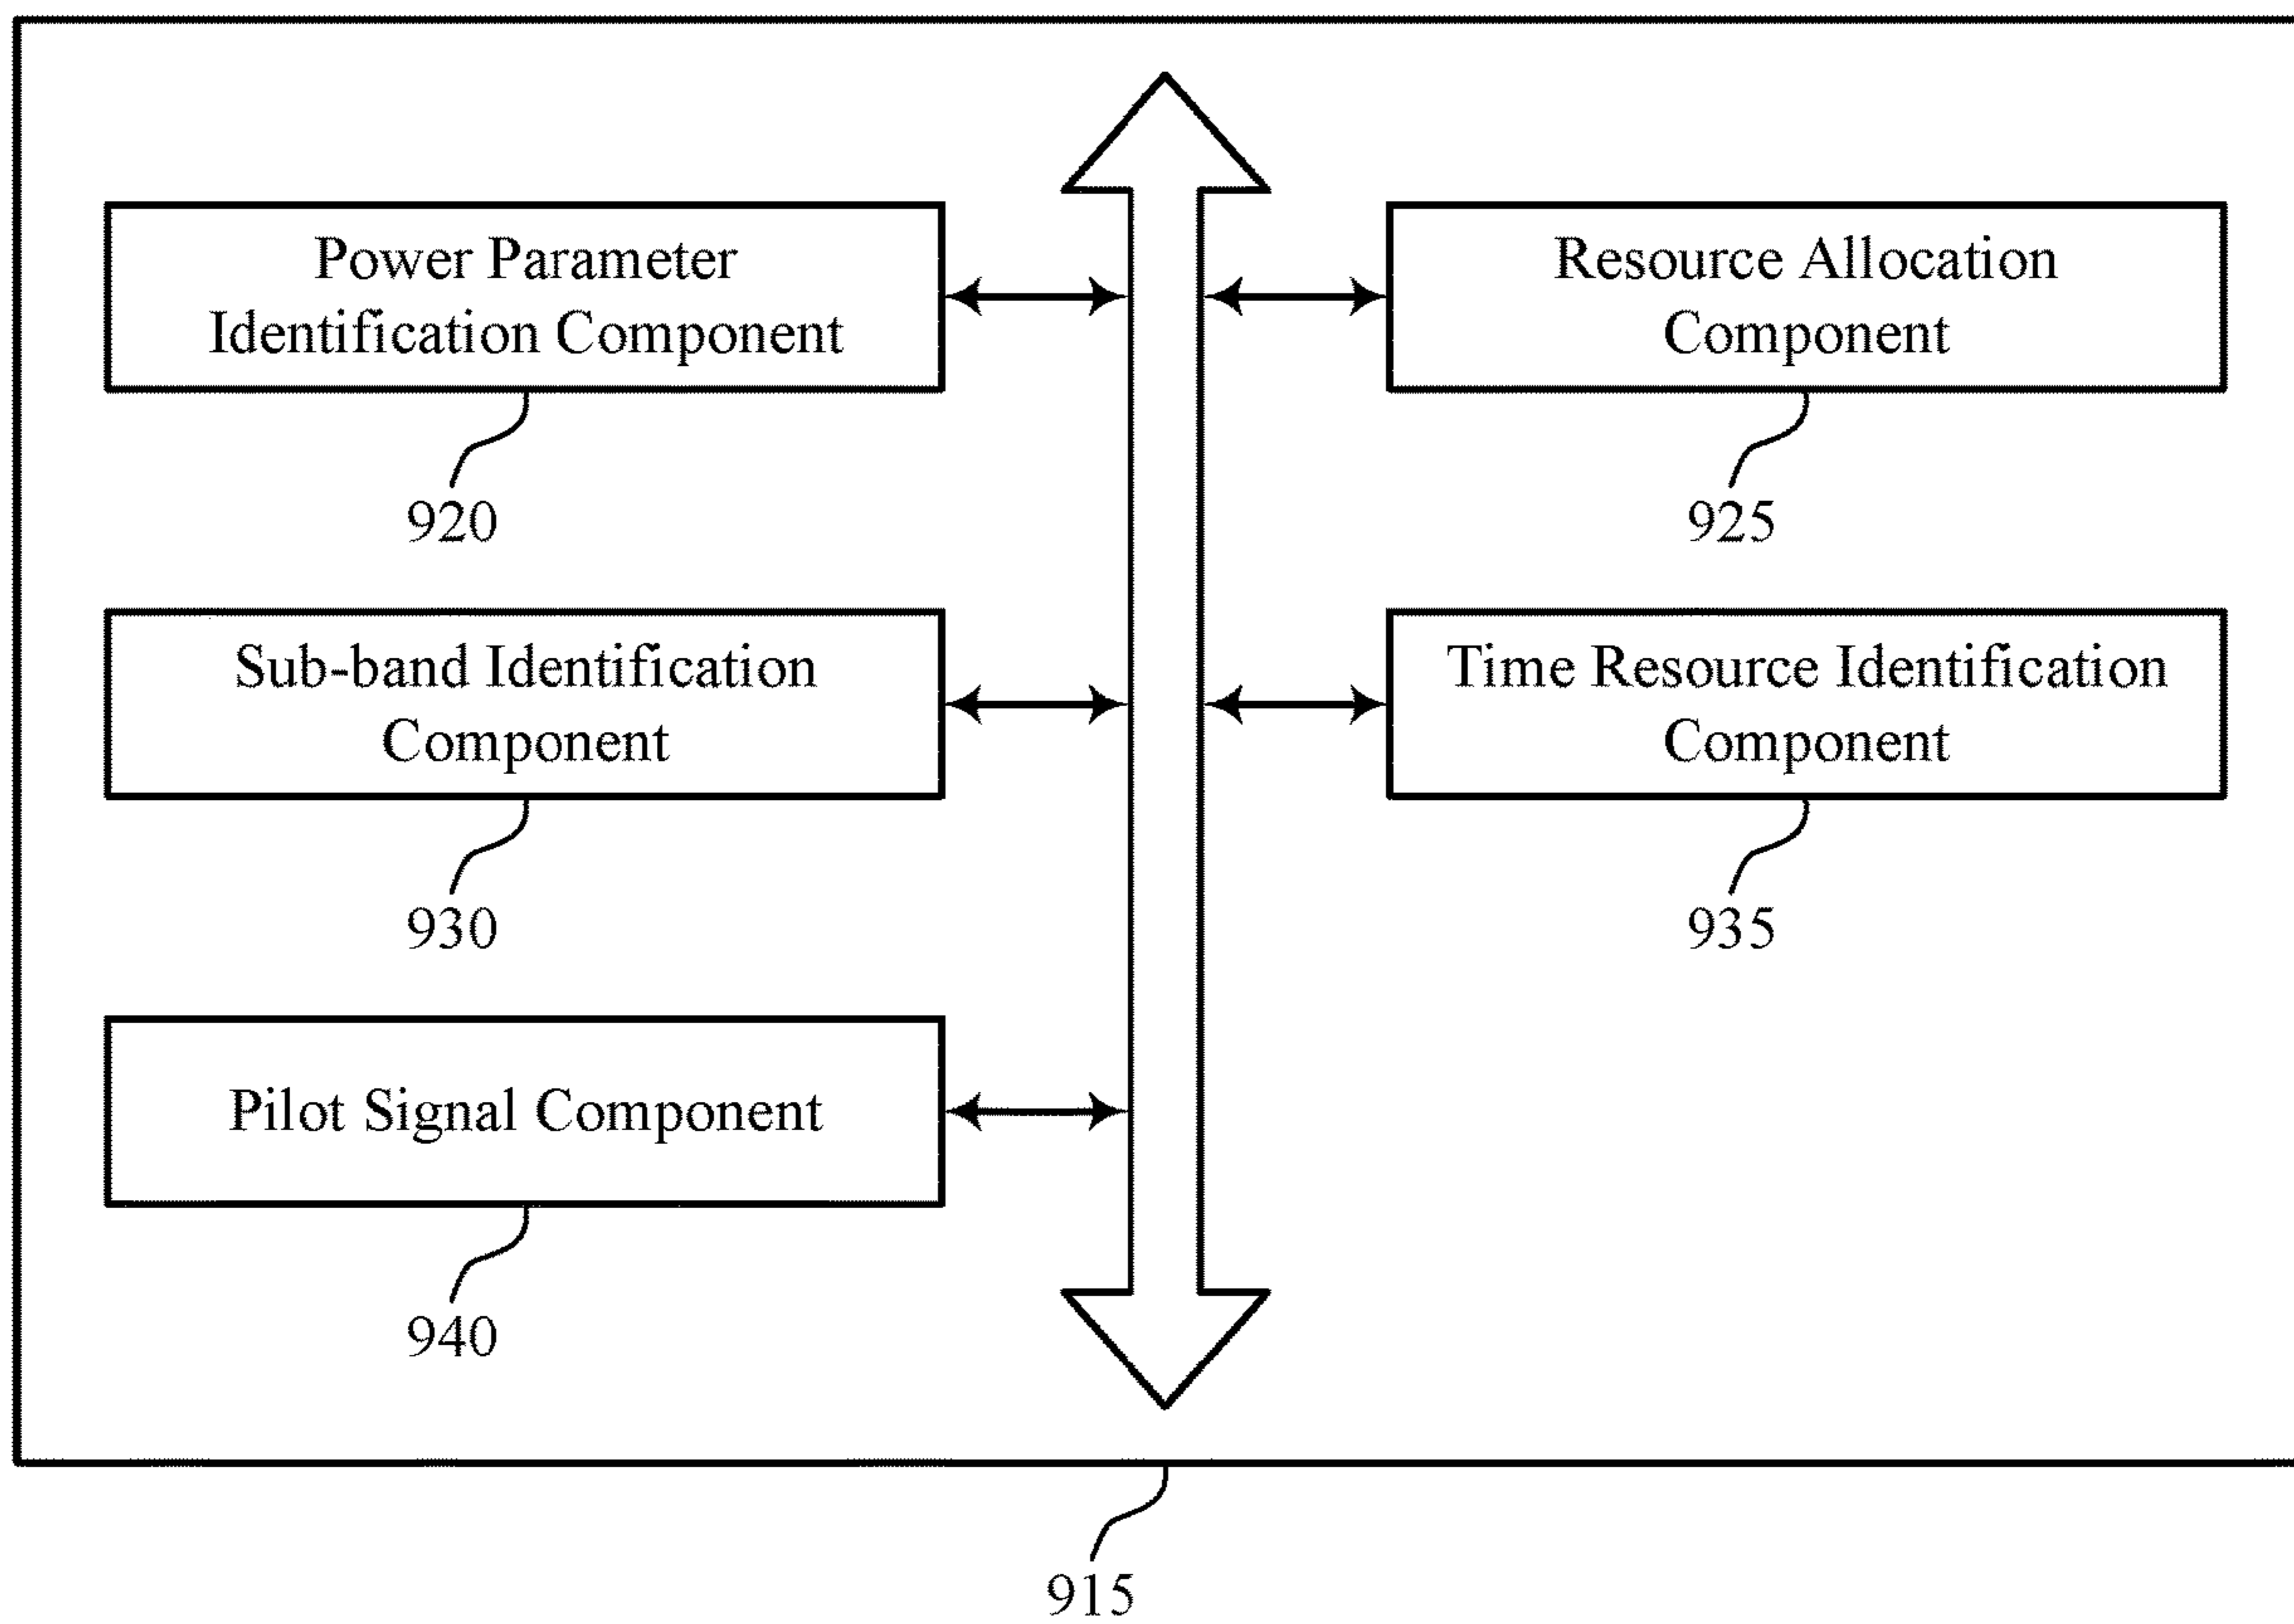 Power Parameter
Identification Component
920
Resource Allocation
Component
925
Sub-band Identification
Component
930
Time Resource Identification
Component
935
Pilot Signal Component
940
915